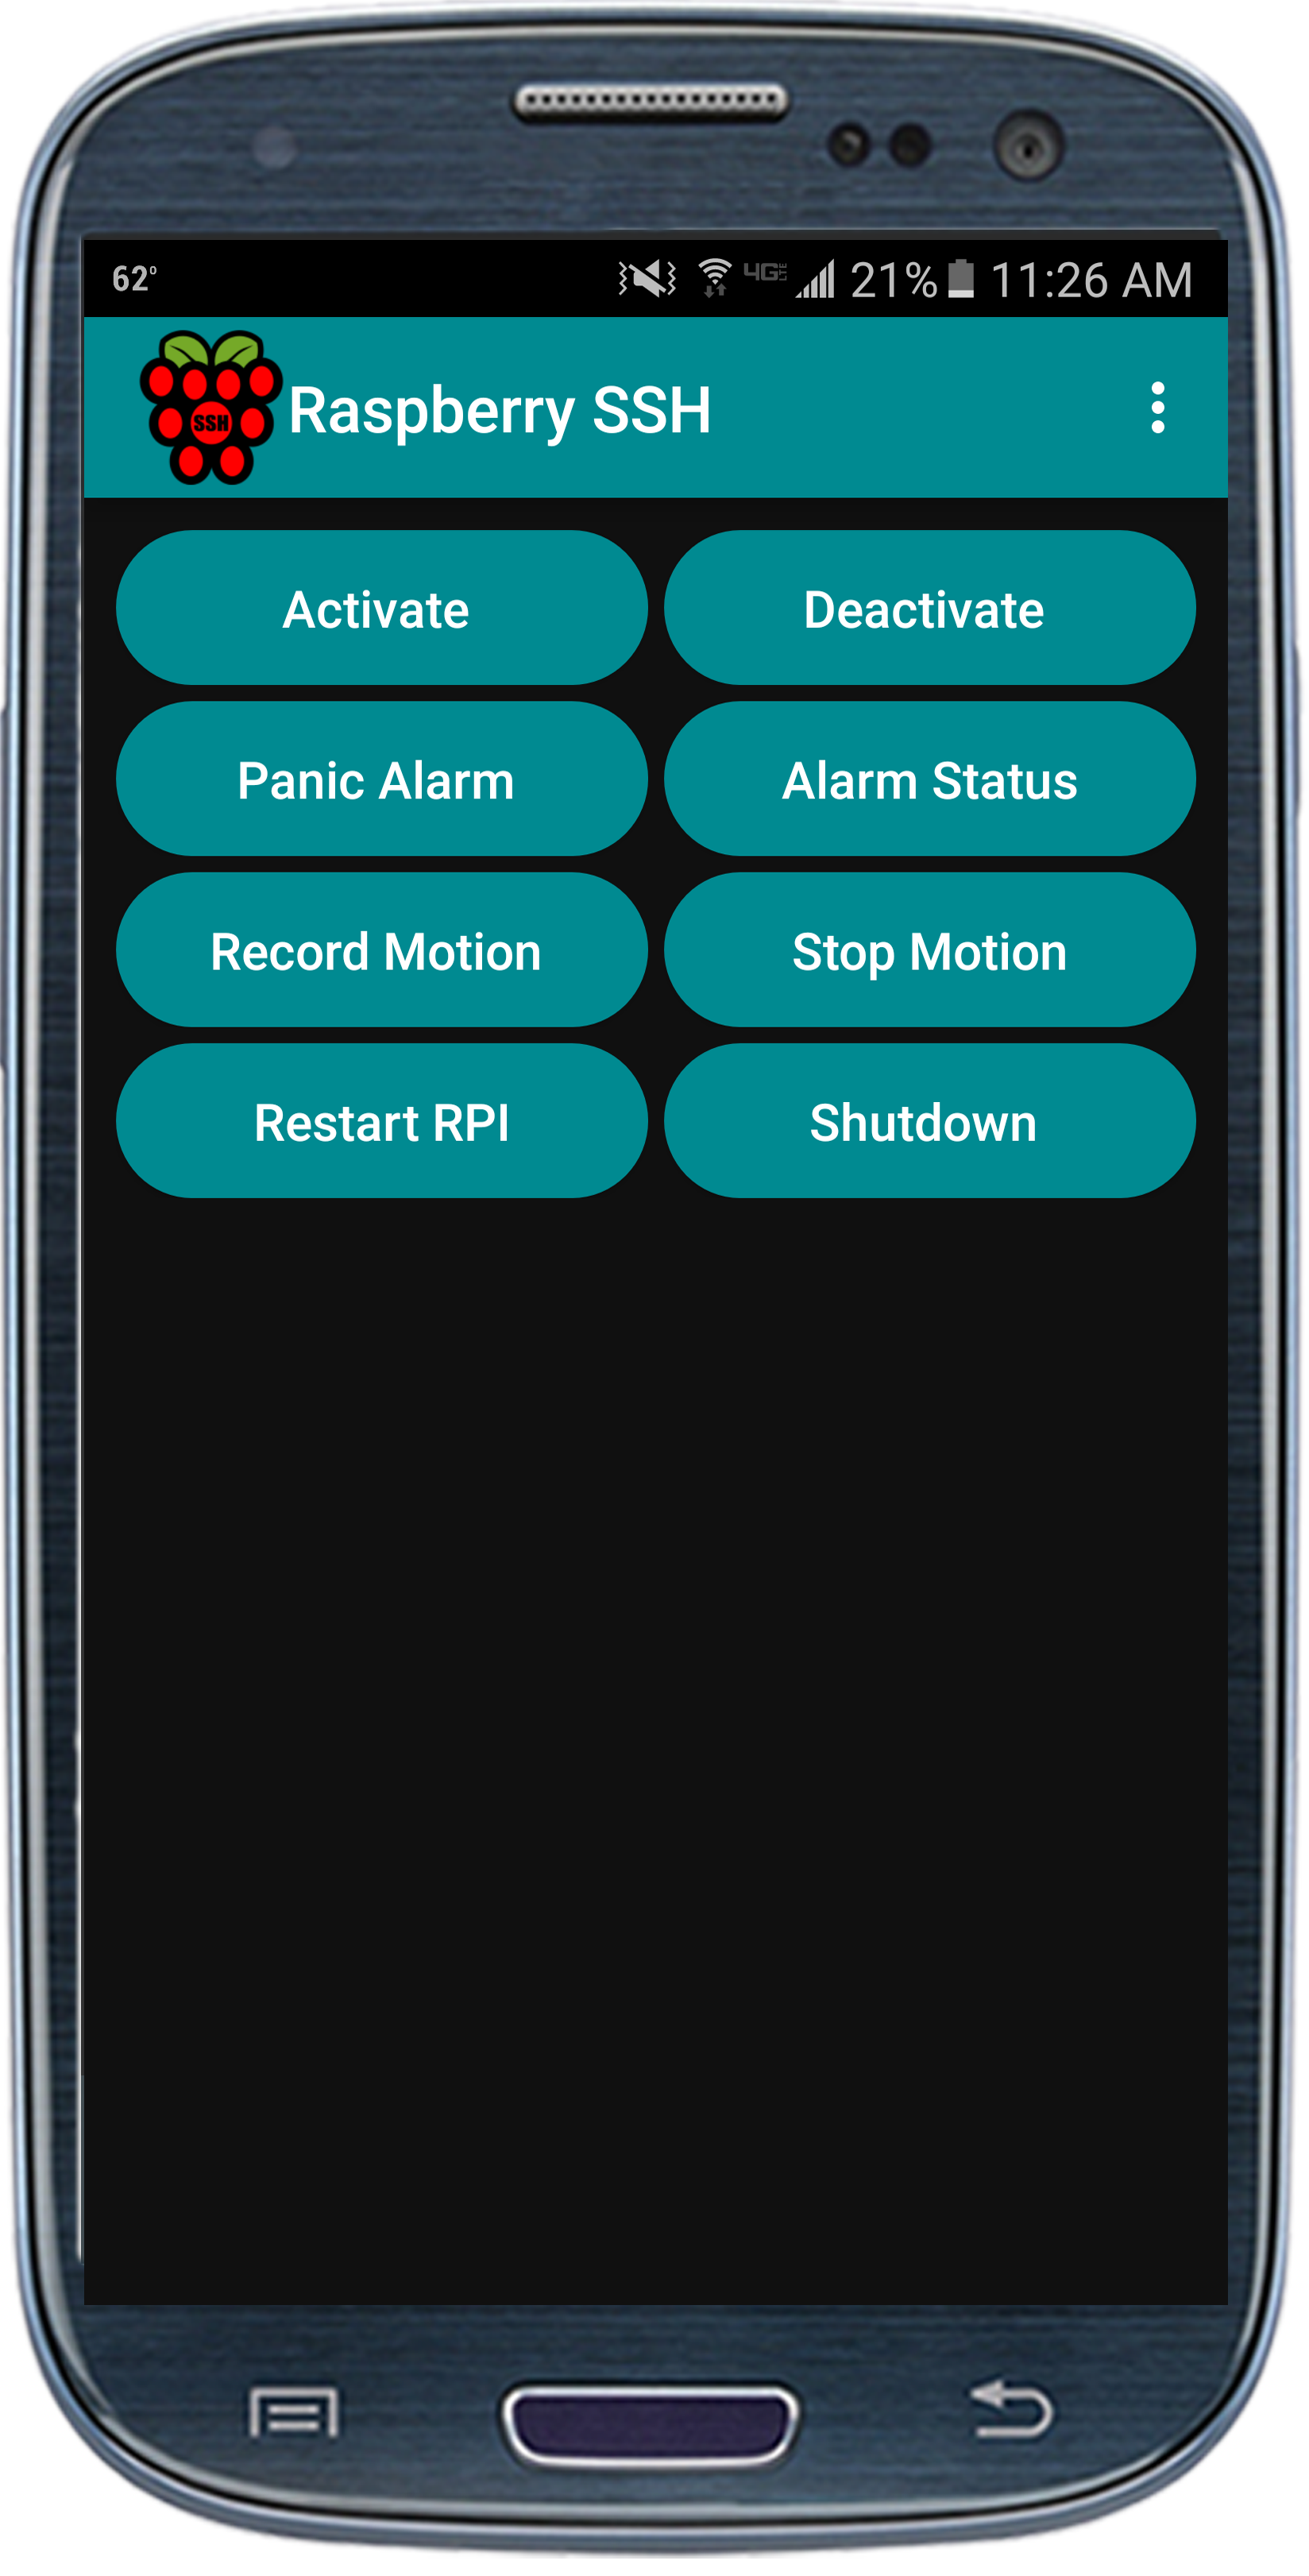 62° 4G LTE 21% 11:26 AM
SSH
Raspberry SSH
Activate Deactivate
Panic Alarm Alarm Status
Record Motion Stop Motion
Restart RPI Shutdown